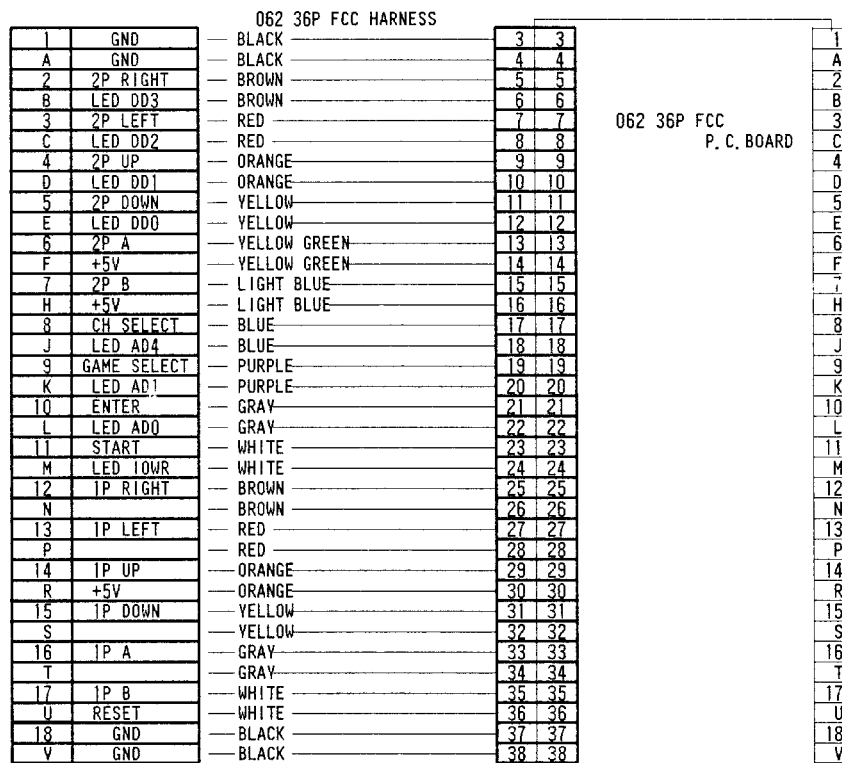 062 36P FCC HARNESS
1 GND BLACK 3 3 1
A GND BLACK 4 4 A
2 2P RIGHT BROWN 5 5 2
B LED DD3 BROWN 6 6 B
3 2P LEFT RED 7 7 062 36P FCC 3
C LED DD2 RED 8 8 P.C.BOARD C
4 2P UP ORANGE 9 9 4
D LED DD1 ORANGE 10 10 D
5 2P DOWN YELLOW 11 11 5
E LED DD0 YELLOW 12 12 E
6 2P A YELLOW GREEN 13 13 6
F +5V YELLOW GREEN 14 14 F
7 2P B LIGHT BLUE 15 15 7
H +5V LIGHT BLUE 16 16 H
8 CH SELECT BLUE 17 17 8
J LED AD4 BLUE 18 18 J
9 GAME SELECT PURPLE 19 19 9
K LED AD1 PURPLE 20 20 K
10 ENTER GRAY 21 21 10
L LED AD0 GRAY 22 22 L
11 START WHITE 23 23 11
M LED IOWR WHITE 24 24 M
12 1P RIGHT BROWN 25 25 12
N BROWN 26 26 N
13 1P LEFT RED 27 27 13
P RED 28 28 P
14 1P UP ORANGE 29 29 14
R +5V ORANGE 30 30 R
15 1P DOWN YELLOW 31 31 15
S YELLOW 32 32 S
16 1P A GRAY 33 33 16
T GRAY 34 34 T
17 1P B WHITE 35 35 17
U RESET WHITE 36 36 U
18 GND BLACK 37 37 18
V GND BLACK 38 38 V